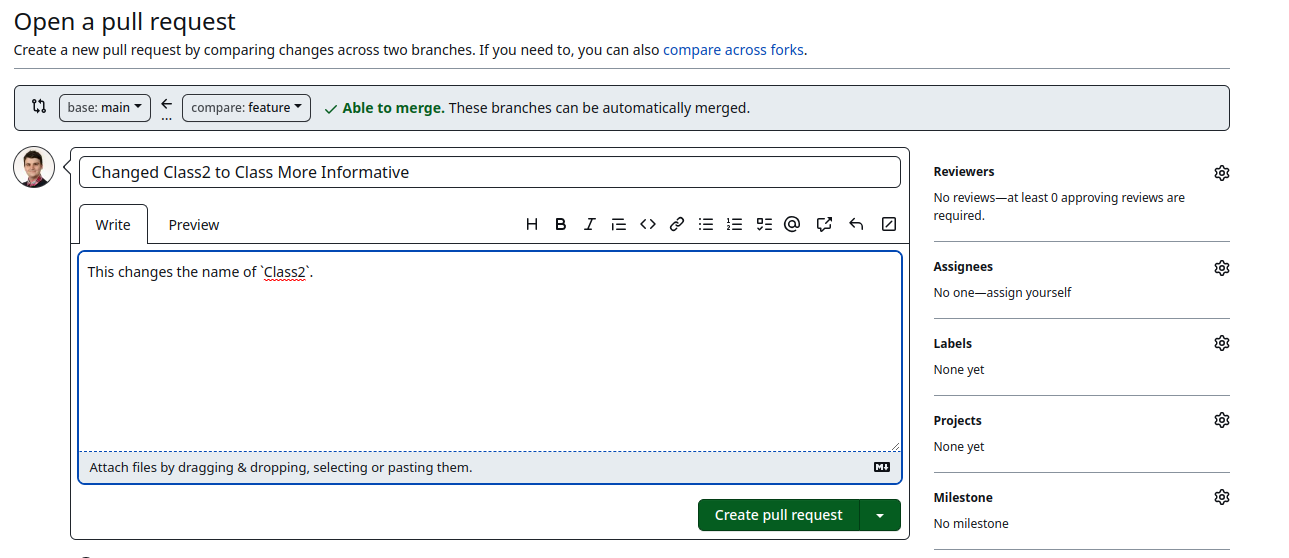 Open a pull request
Create a new pull request by comparing changes across two branches. If you need to, you can also compare across forks.
base: main ← ... compare: feature ✓ Able to merge. These branches can be automatically merged.
Changed Class2 to Class More Informative
Write Preview
This changes the name of `Class2`.
Attach files by dragging & dropping, selecting or pasting them.
Create pull request
Reviewers
No reviews—at least 0 approving reviews are
required.
Assignees
No one—assign yourself
Labels
None yet
Projects
None yet
Milestone
No milestone